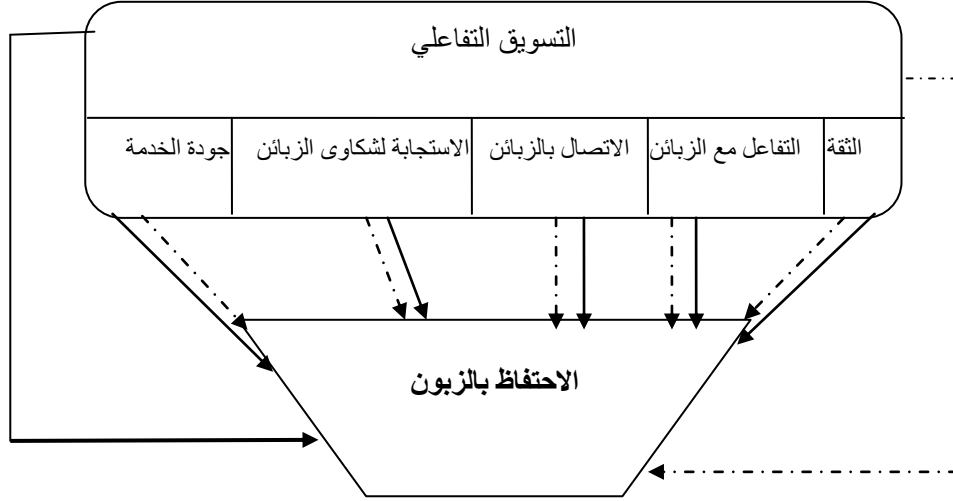 التسويق التفاعلي
الثقة
التفاعل مع الزبائن
الاتصال بالزبائن
الاستجابة لشكاوى الزبائن
جودة الخدمة
الاحتفاظ بالزبون